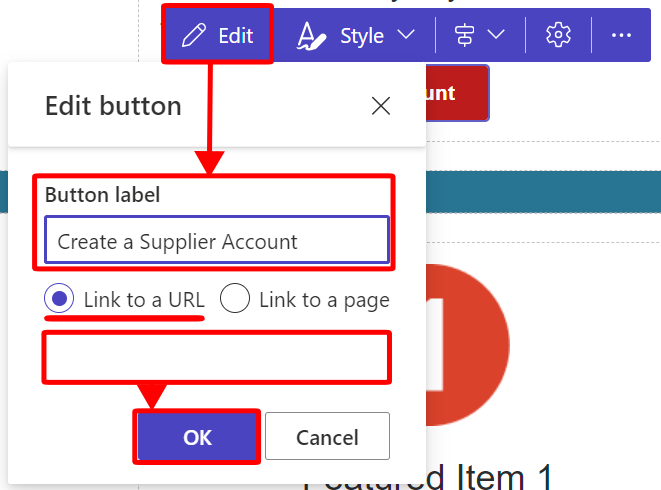 Edit Style
unt
Edit button
Button label
Create a Supplier Account
Link to a URL Link to a page
1
OK Cancel
Featured Item 1